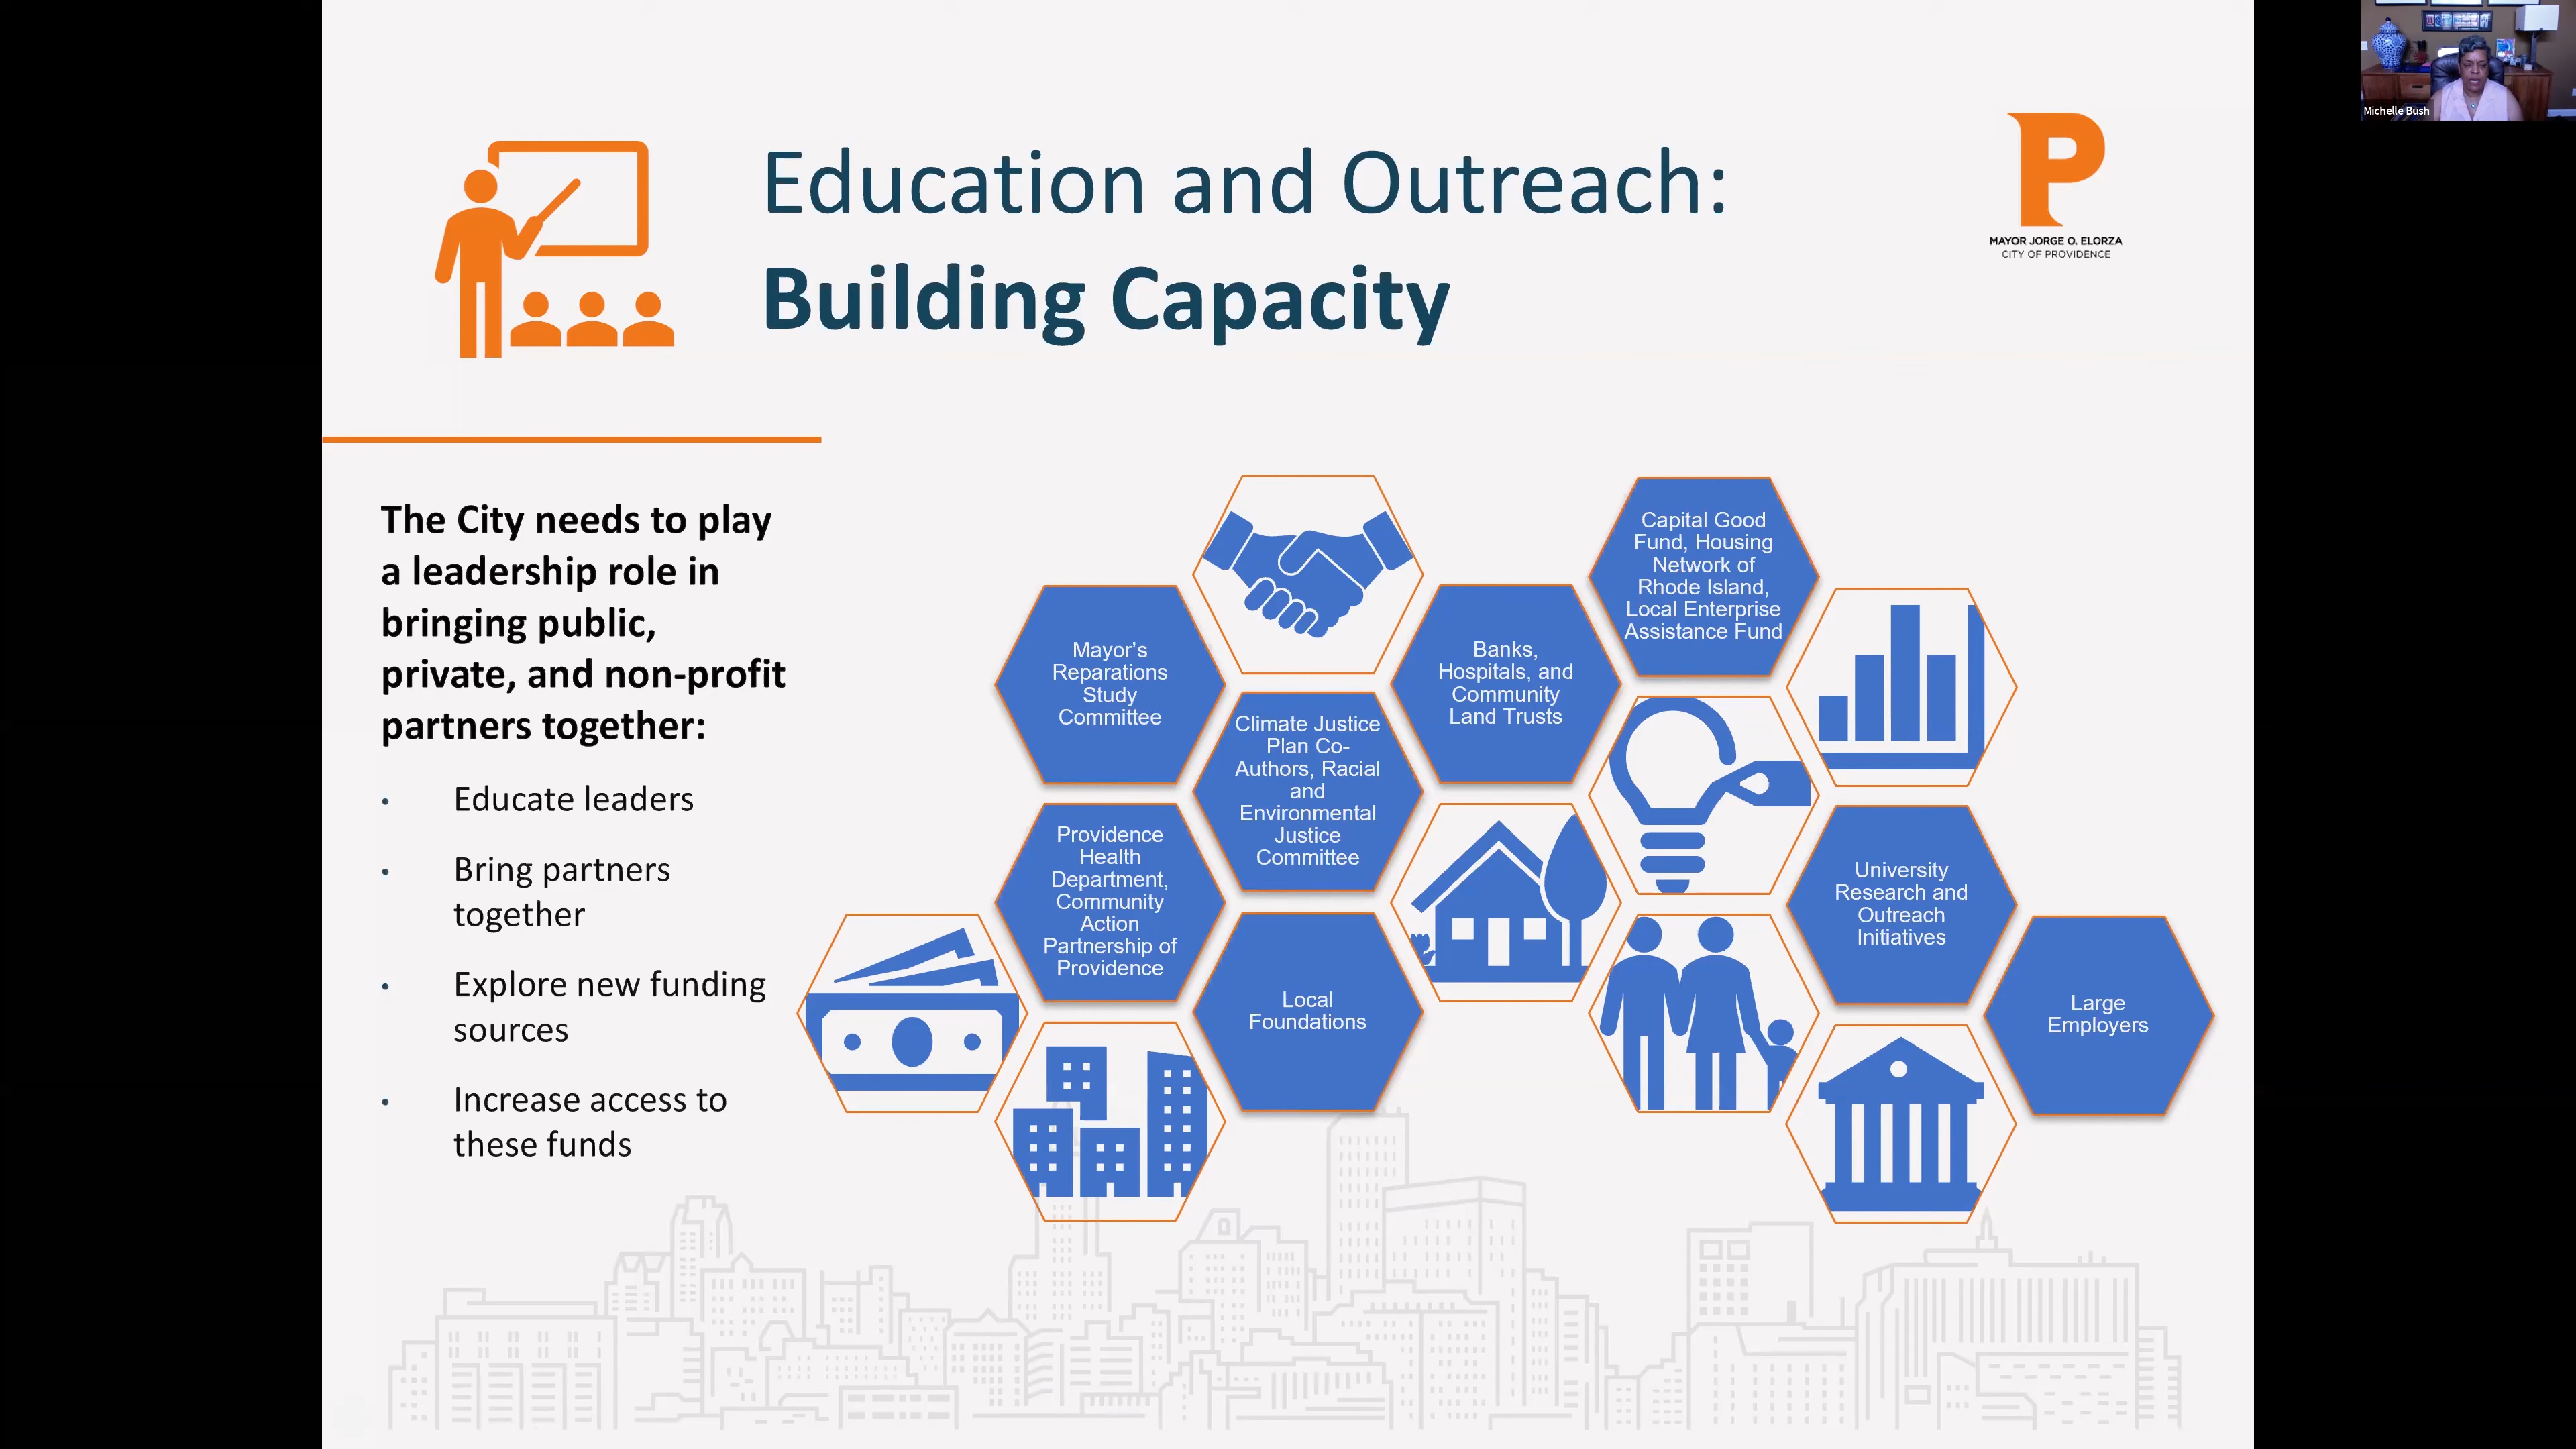 Education and Outreach:
Building Capacity
P
MAYOR JORGE O. ELORZA
CITY OF PROVIDENCE
Michelle Bush
The City needs to play
a leadership role in
bringing public,
private, and non-profit
partners together:
• Educate leaders
• Bring partners
together
• Explore new funding
sources
• Increase access to
these funds
Mayor’s
Reparations
Study
Committee
Providence
Health
Department,
Community
Action
Partnership of
Providence
Climate Justice
Plan Co-
Authors, Racial
and
Environmental
Justice
Committee
Local
Foundations
Banks,
Hospitals, and
Community
Land Trusts
Capital Good
Fund, Housing
Network of
Rhode Island,
Local Enterprise
Assistance Fund
University
Research and
Outreach
Initiatives
Large
Employers